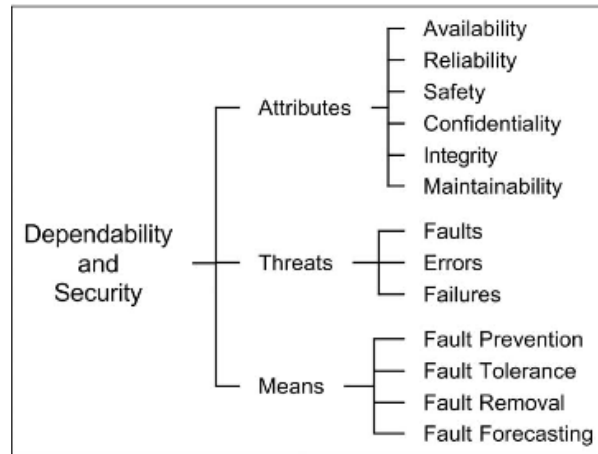 Dependability
and
Security
Attributes
Availability
Reliability
Safety
Confidentiality
Integrity
Maintainability
Threats
Faults
Errors
Failures
Means
Fault Prevention
Fault Tolerance
Fault Removal
Fault Forecasting